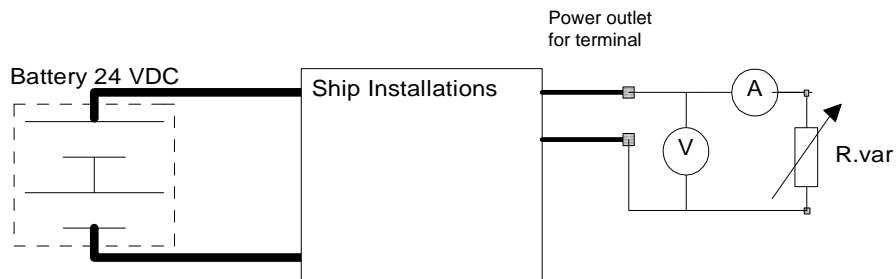 Power outlet
for terminal
Battery 24 VDC
Ship Installations
A
V
R.var